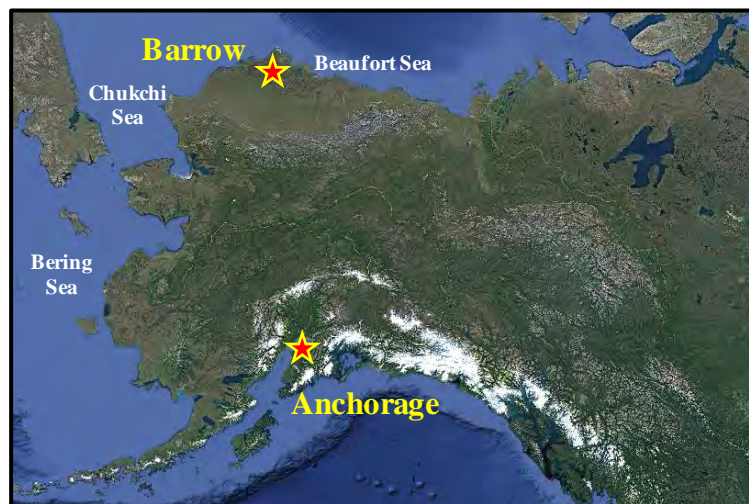 Barrow
Beaufort Sea
Chukchi
Sea
Bering
Sea
Anchorage